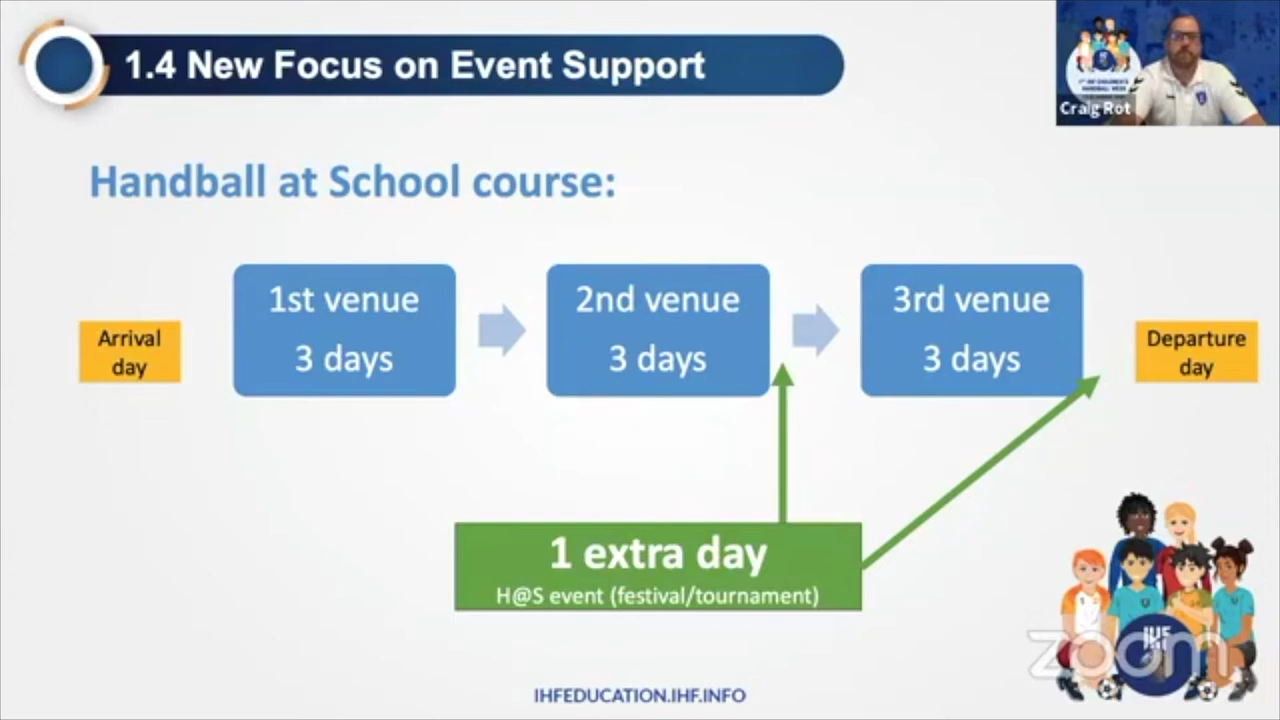 1.4 New Focus on Event Support
Craig Rot
Handball at School course:
Arrival
day
1st venue
3 days
2nd venue
3 days
3rd venue
3 days
Departure
day
1 extra day
H@S event (festival/tournament)
IHF
zoom
IHFEDUCATION.IHF.INFO